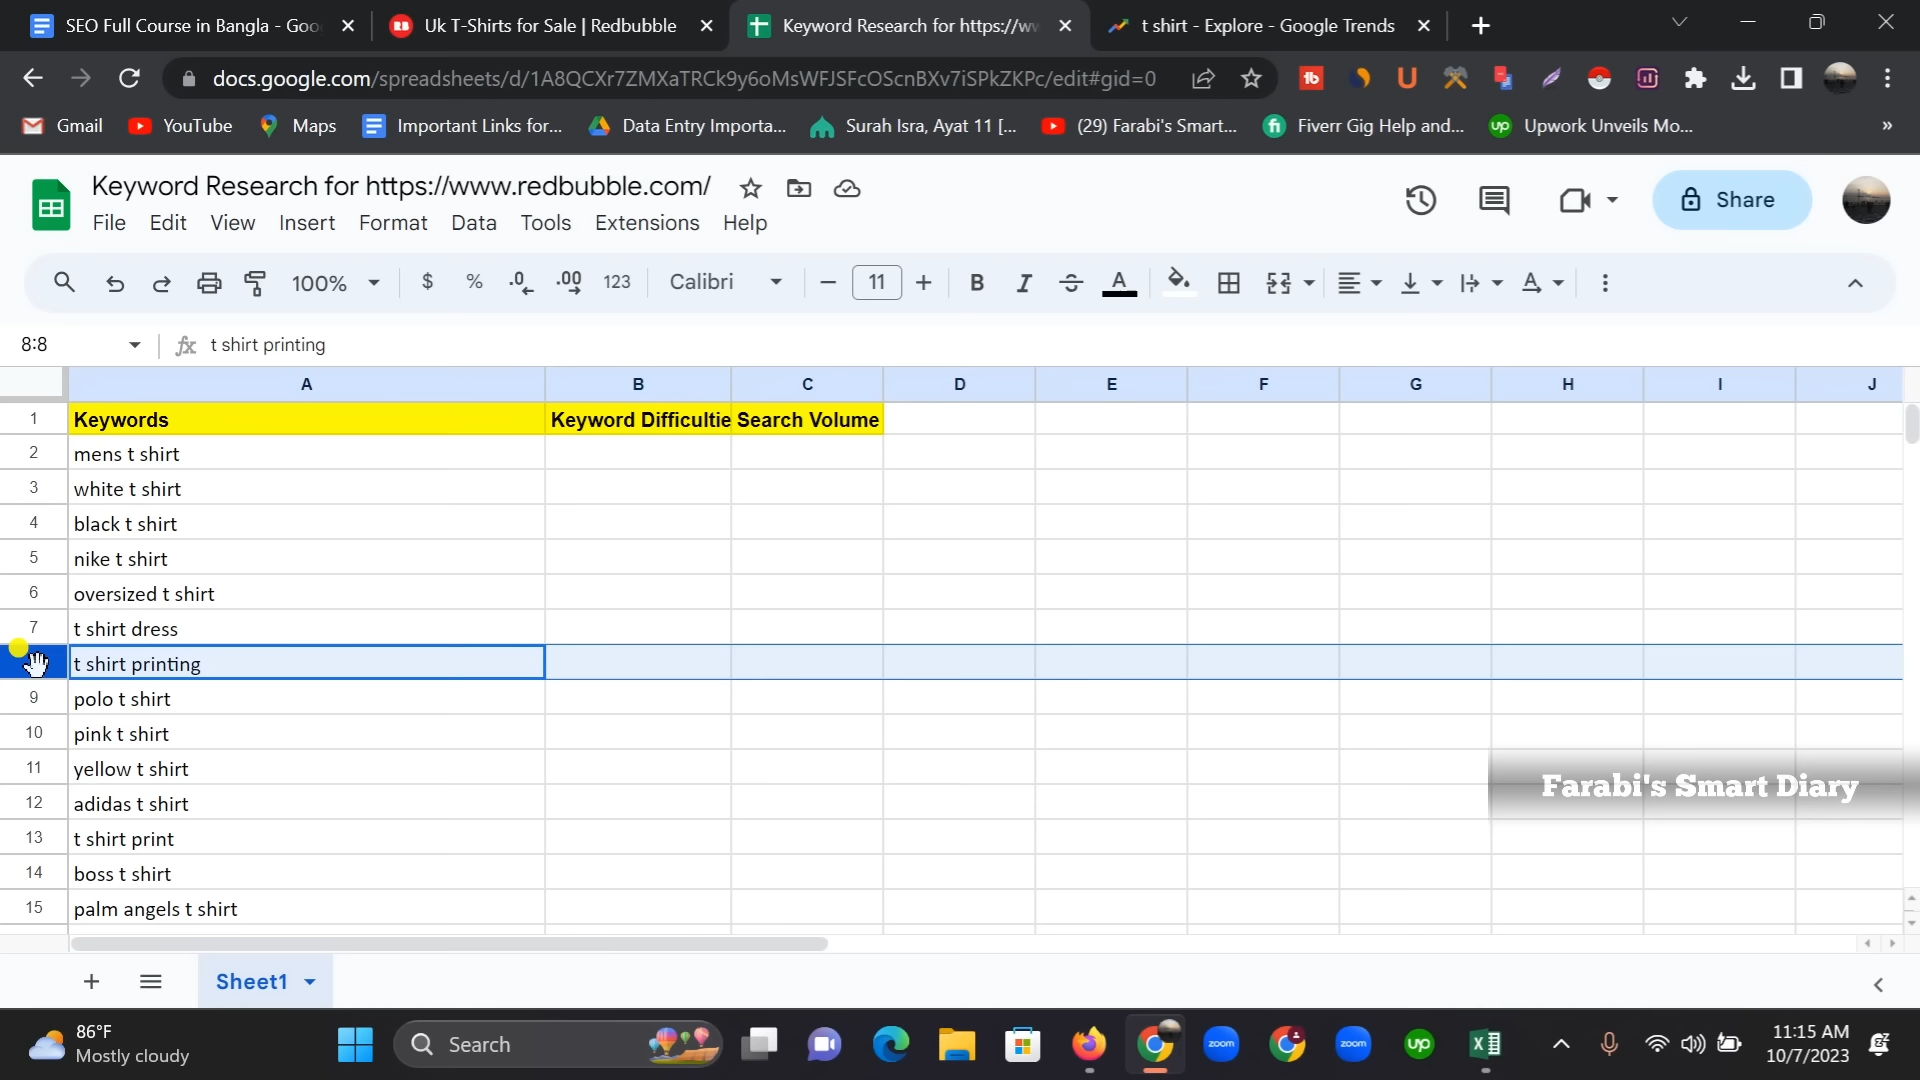 SEO Full Course in Bangla - Goo
Uk T-Shirts for Sale | Redbubble
Keyword Research for https://ww
t shirt - Explore - Google Trends
docs.google.com/spreadsheets/d/1A8QCXr7ZMXaTRCk9y6oMsWFJSFcOScnBXv7iSPkZKPc/edit#gid=0
Gmail YouTube Maps Important Links for... Data Entry Importa... Surah Isra, Ayat 11 [... (29) Farabi's Smart... Fiverr Gig Help and... Upwork Unveils Mo... »
Keyword Research for https://www.redbubble.com/
File Edit View Insert Format Data Tools Extensions Help
Share
100% $ % .0 .00 123 Calibri 11 B I S A
8:8 fx t shirt printing
A B C D E F G H I J
1 Keywords Keyword Difficultie Search Volume
2 mens t shirt
3 white t shirt
4 black t shirt
5 nike t shirt
6 oversized t shirt
7 t shirt dress
t shirt printing
9 polo t shirt
10 pink t shirt
11 yellow t shirt
Farabi's Smart Diary
12 adidas t shirt
13 t shirt print
14 boss t shirt
15 palm angels t shirt
Sheet1
86°F
Mostly cloudy
Search
zoom
zoom
up
11:15 AM
10/7/2023